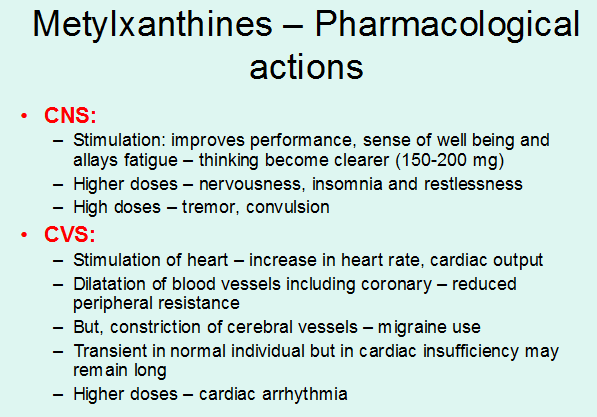 Metylxanthines – Pharmacological
actions
• CNS:
– Stimulation: improves performance, sense of well being and
allays fatigue – thinking become clearer (150-200 mg)
– Higher doses – nervousness, insomnia and restlessness
– High doses – tremor, convulsion
• CVS:
– Stimulation of heart – increase in heart rate, cardiac output
– Dilatation of blood vessels including coronary – reduced
peripheral resistance
– But, constriction of cerebral vessels – migraine use
– Transient in normal individual but in cardiac insufficiency may
remain long
– Higher doses – cardiac arrhythmia